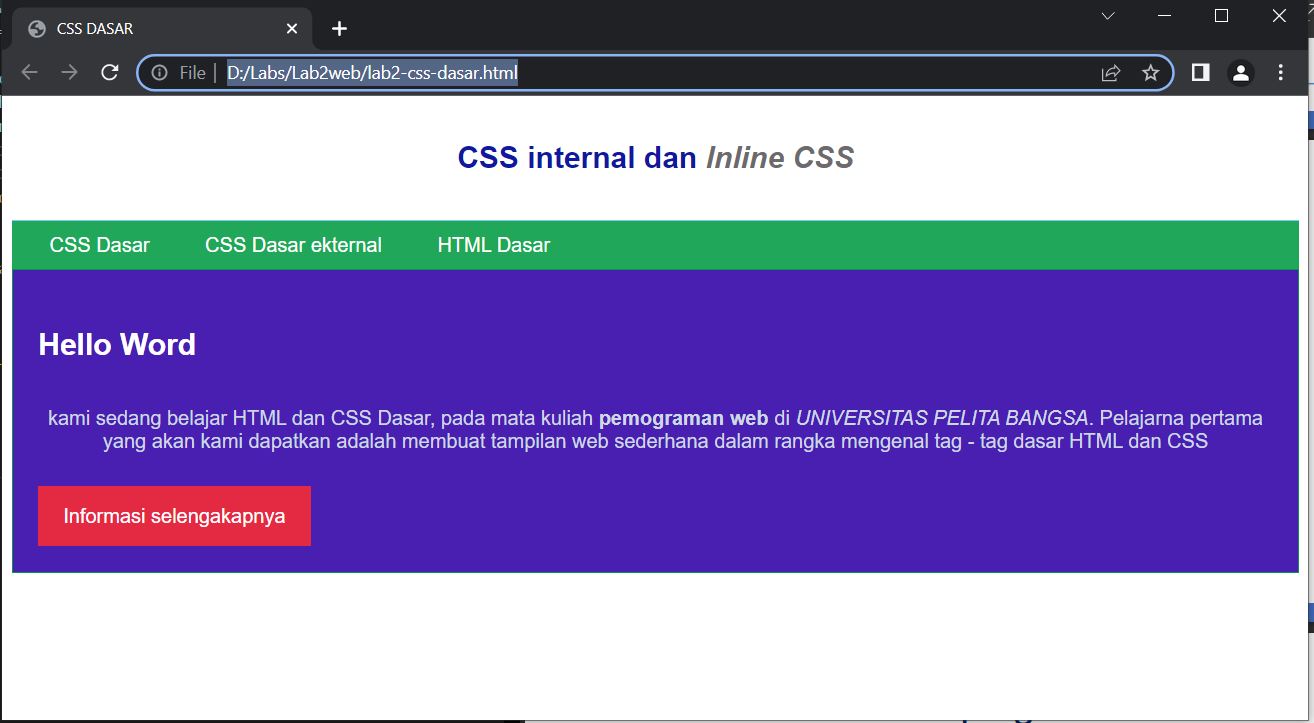 CSS DASAR
File | D:/Labs/Lab2web/lab2-css-dasar.html
CSS internal dan Inline CSS
CSS Dasar CSS Dasar ekternal HTML Dasar
Hello Word
kami sedang belajar HTML dan CSS Dasar, pada mata kuliah pemograman web di UNIVERSITAS PELITA BANGSA. Pelajarna pertama
yang akan kami dapatkan adalah membuat tampilan web sederhana dalam rangka mengenal tag - tag dasar HTML dan CSS
Informasi selengakapnya